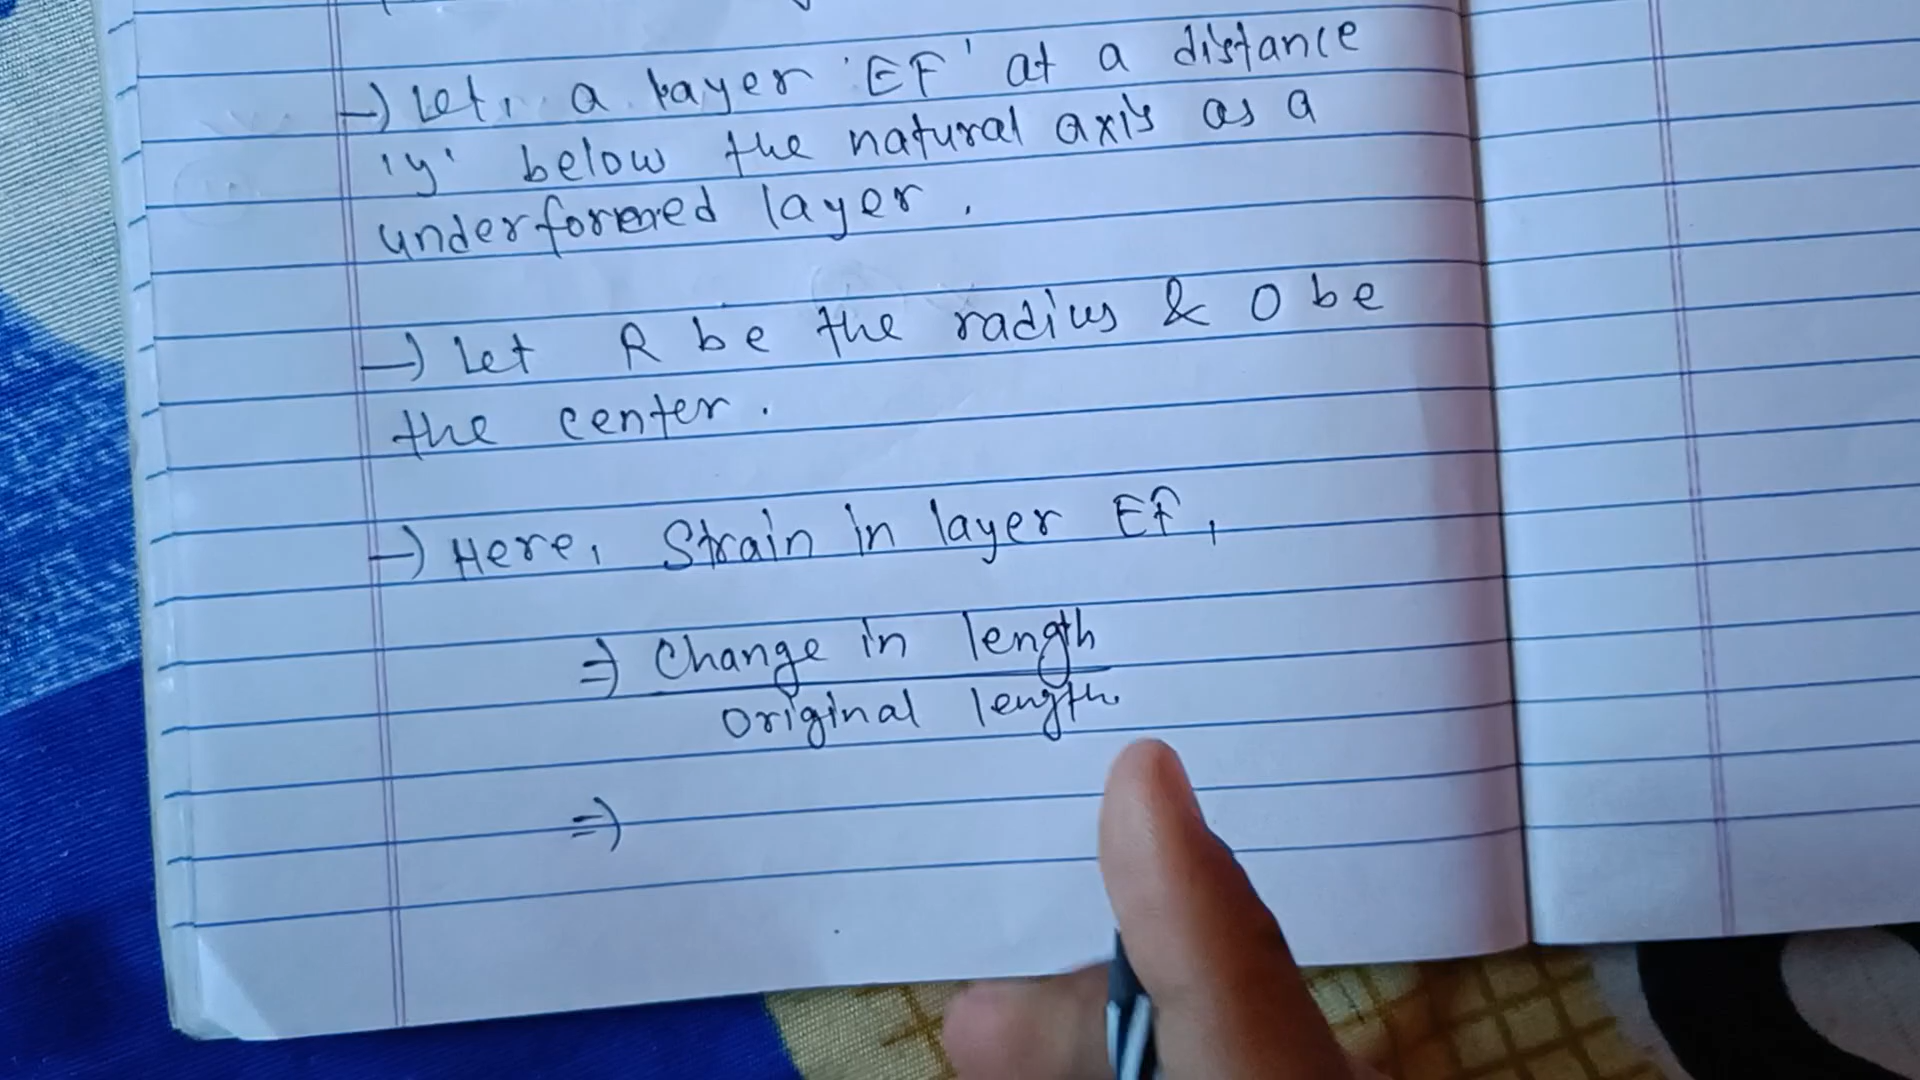 → Let, a layer 'EF' at a distance
'y' below the natural axis as a
underformed layer.
→ Let R be the radius & O be
the center.
→ Here, Strain in layer EF,
⇒ Change in length
original length
⇒